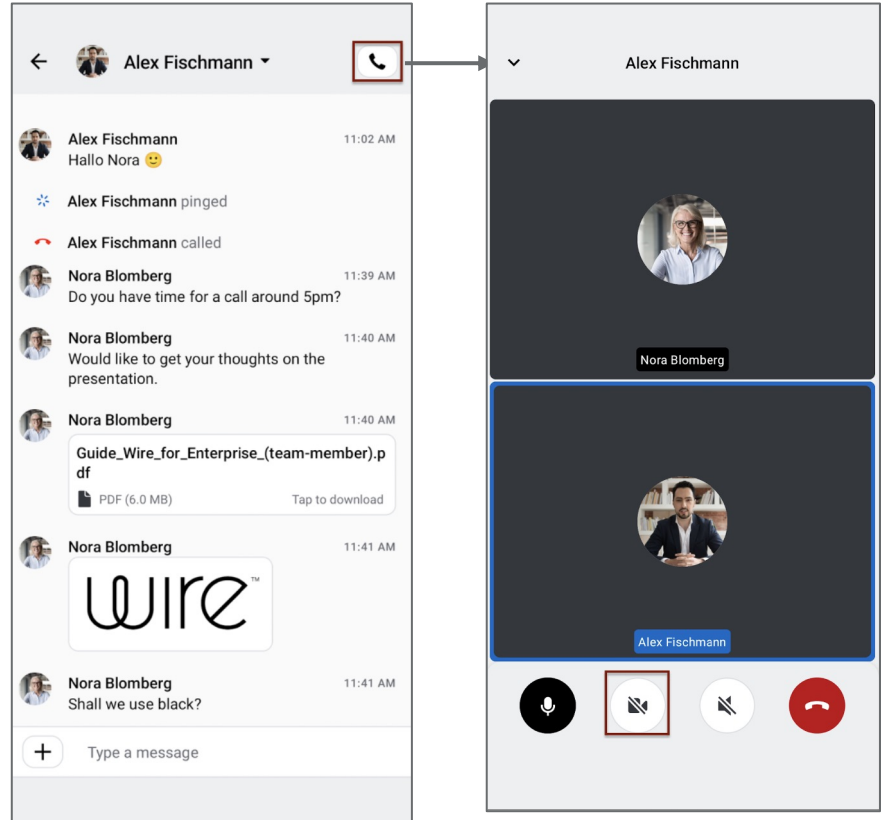 Alex Fischmann
Alex Fischmann
11:02 AM
Hallo Nora 🙂
Alex Fischmann pinged
Alex Fischmann called
Nora Blomberg
11:39 AM
Do you have time for a call around 5pm?
Nora Blomberg
11:40 AM
Would like to get your thoughts on the
presentation.
Nora Blomberg
11:40 AM
Guide_Wire_for_Enterprise_(team-member).p
df
PDF (6.0 MB)
Tap to download
Nora Blomberg
11:41 AM
wire™
Nora Blomberg
11:41 AM
Shall we use black?
Type a message
Alex Fischmann
Nora Blomberg
Alex Fischmann